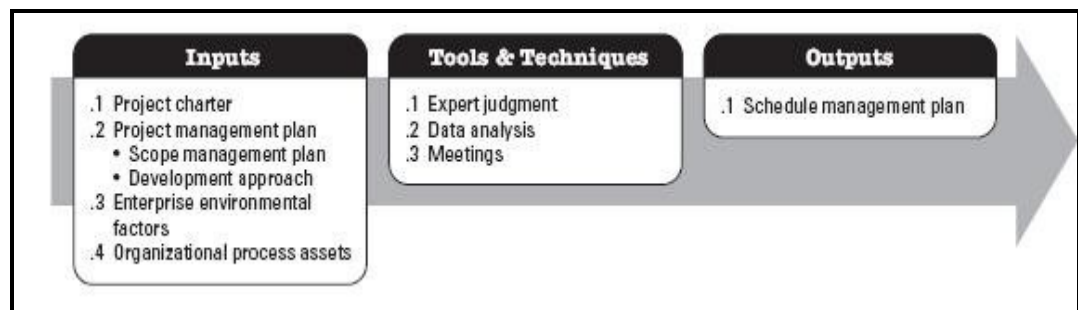 Inputs
.1 Project charter
.2 Project management plan
• Scope management plan
• Development approach
.3 Enterprise environmental
factors
.4 Organizational process assets
Tools & Techniques
.1 Expert judgment
.2 Data analysis
.3 Meetings
Outputs
.1 Schedule management plan